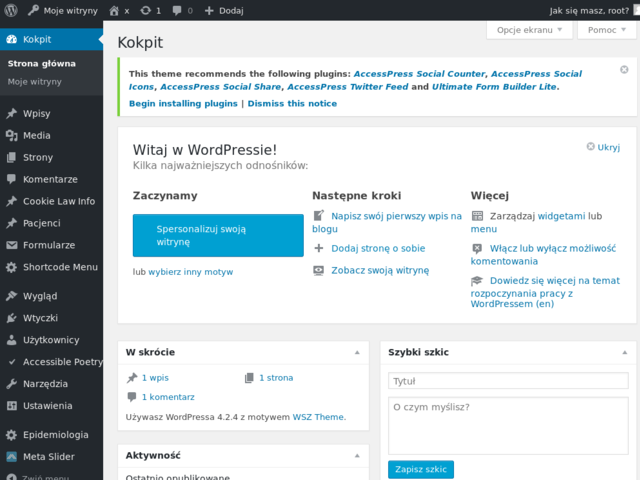 Moje witryny x 1 0 Dodaj Jak się masz, root?
Kokpit
Strona główna
Moje witryny
Wpisy
Media
Strony
Komentarze
Cookie Law Info
Pacjenci
Formularze
Shortcode Menu
Wygląd
Wtyczki
Użytkownicy
Accessible Poetry
Narzędzia
Ustawienia
Epidemiologia
Meta Slider
Zwiń menu
Opcje ekranu Pomoc
Kokpit
This theme recommends the following plugins: AccessPress Social Counter, AccessPress Social
Icons, AccessPress Social Share, AccessPress Twitter Feed and Ultimate Form Builder Lite.
Begin installing plugins | Dismiss this notice
Witaj w WordPressie!
Ukryj
Kilka najważniejszych odnośników:
Zaczynamy
Spersonalizuj swoją
witrynę
lub wybierz inny motyw
Następne kroki
Napisz swój pierwszy wpis na
blogu
Dodaj stronę o sobie
Zobacz swoją witrynę
Więcej
Zarządzaj widgetami lub
menu
Włącz lub wyłącz możliwość
komentowania
Dowiedz się więcej na temat
rozpoczynania pracy z
WordPressem (en)
W skrócie
1 wpis 1 strona
1 komentarz
Używasz WordPressa 4.2.4 z motywem WSZ Theme.
Aktywność
Ostatnio opublikowane
Szybki szkic
Tytuł
O czym myślisz?
Zapisz szkic